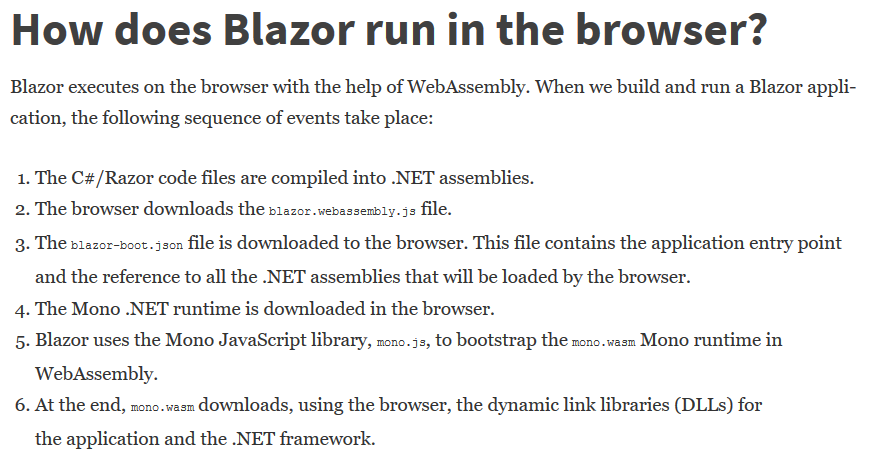 How does Blazor run in the browser?
Blazor executes on the browser with the help of WebAssembly. When we build and run a Blazor appli-
cation, the following sequence of events take place:
1. The C#/Razor code files are compiled into .NET assemblies.
2. The browser downloads the blazor.webassembly.js file.
3. The blazor-boot.json file is downloaded to the browser. This file contains the application entry point
and the reference to all the .NET assemblies that will be loaded by the browser.
4. The Mono .NET runtime is downloaded in the browser.
5. Blazor uses the Mono JavaScript library, mono.js, to bootstrap the mono.wasm Mono runtime in
WebAssembly.
6. At the end, mono.wasm downloads, using the browser, the dynamic link libraries (DLLs) for
the application and the .NET framework.